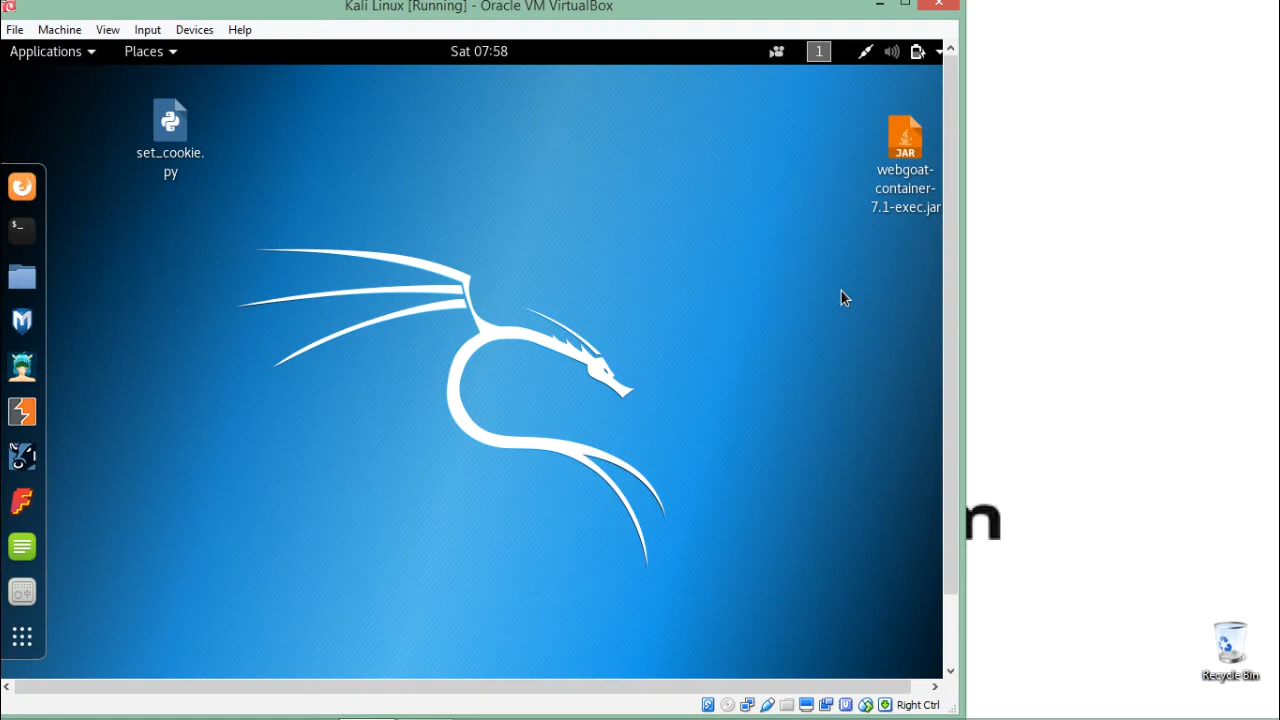 Kali Linux [Running] - Oracle VM VirtualBox
File Machine View Input Devices Help
Applications Places Sat 07:58 1
set_cookie.
py
JAR
webgoat-
container-
7.1-exec.jar
$_
n
Recycle Bin
Right Ctrl